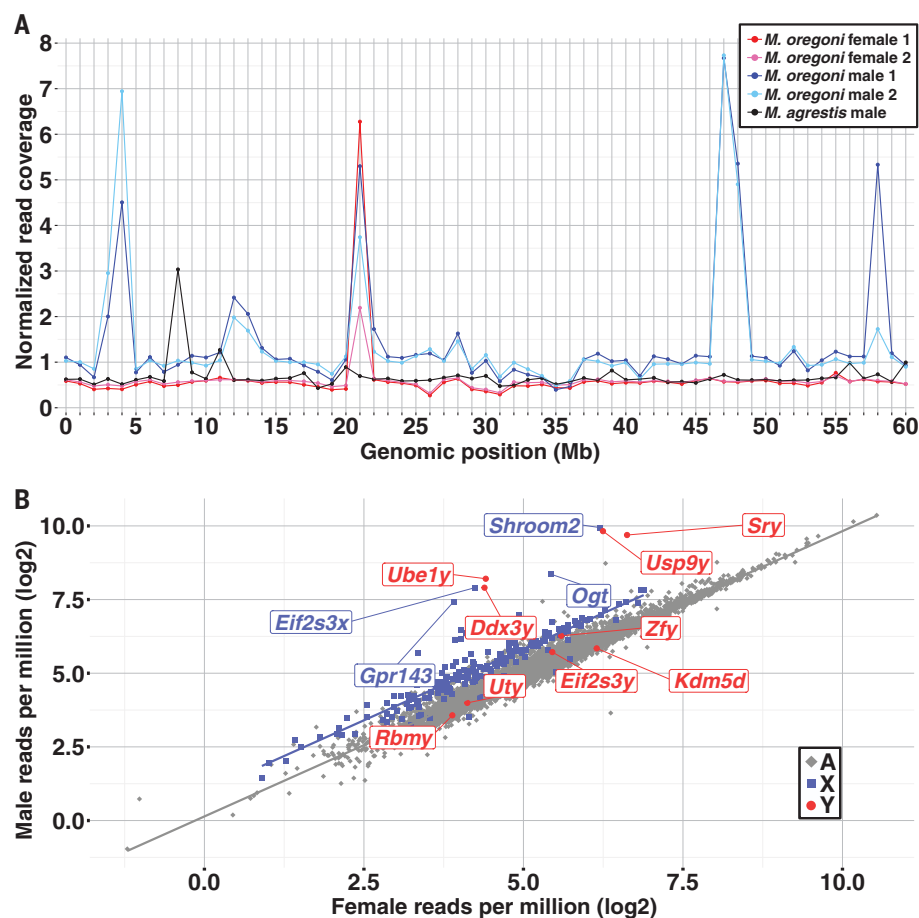 A
M. oregoni female 1
M. oregoni female 2
M. oregoni male 1
M. oregoni male 2
M. agrestis male
Normalized read coverage
8
7
6
5
4
3
2
1
0
0 5 10 15 20 21 25 30 35 40 45 50 55 60
Genomic position (Mb)
B
Male reads per million (log2)
10.0
7.5
5.0
2.5
0.0
Shroom2
Sry
Usp9y
Ube1y
Ogt
Eif2s3x
Ddx3y
Zfy
Gpr143
Eif2s3y
Kdm5d
Uty
Rbmy
A
X
Y
0.0 2.5 5.0 7.5 10.0
Female reads per million (log2)